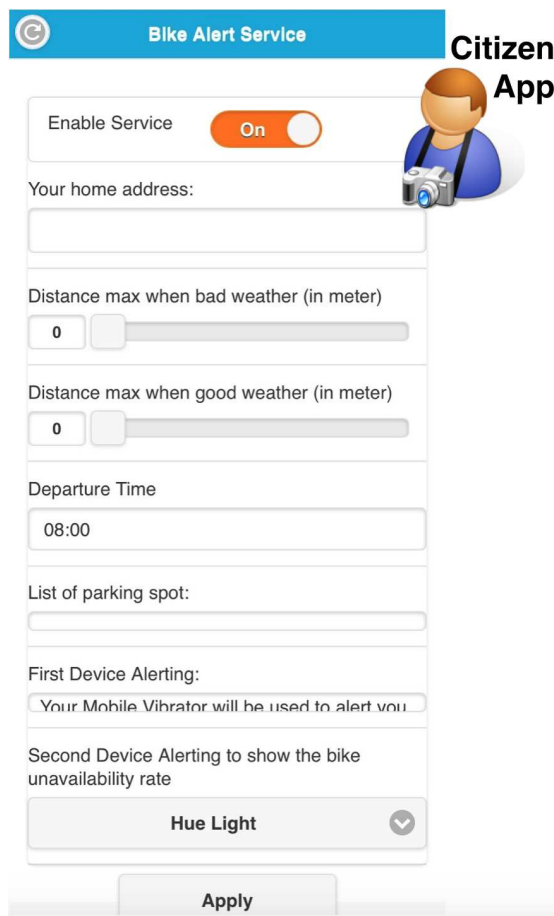 Bike Alert Service
Citizen
App
Enable Service
On
Your home address:
Distance max when bad weather (in meter)
0
Distance max when good weather (in meter)
0
Departure Time
08:00
List of parking spot:
First Device Alerting:
Your Mobile Vibrator will be used to alert you
Second Device Alerting to show the bike
unavailability rate
Hue Light
Apply